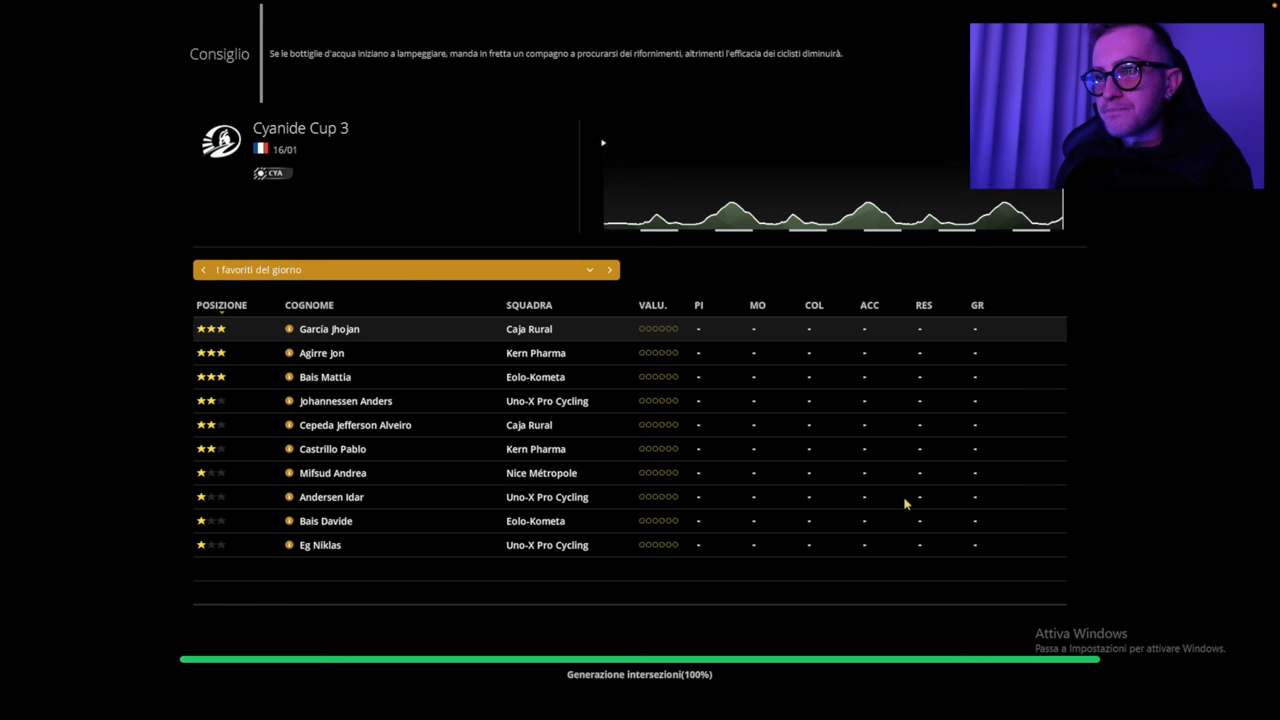 Consiglio
Se le bottiglie d'acqua iniziano a lampeggiare, manda in fretta un compagno a procurarsi dei rifornimenti, altrimenti l'efficacia dei ciclisti diminuirà.
Cyanide Cup 3
16/01
CYA
I favoriti del giorno
POSIZIONE COGNOME SQUADRA VALU. PI MO COL ACC RES GR
García Jhojan Caja Rural - - - - - -
Agirre Jon Kern Pharma - - - - - -
Bais Mattia Eolo-Kometa - - - - - -
Johannessen Anders Uno-X Pro Cycling - - - - - -
Cepeda Jefferson Alveiro Caja Rural - - - - - -
Castrillo Pablo Kern Pharma - - - - - -
Mifsud Andrea Nice Métropole - - - - - -
Andersen Idar Uno-X Pro Cycling - - - - - -
Bais Davide Eolo-Kometa - - - - - -
Eg Niklas Uno-X Pro Cycling - - - - - -
Attiva Windows
Passa a Impostazioni per attivare Windows.
Generazione intersezioni(100%)